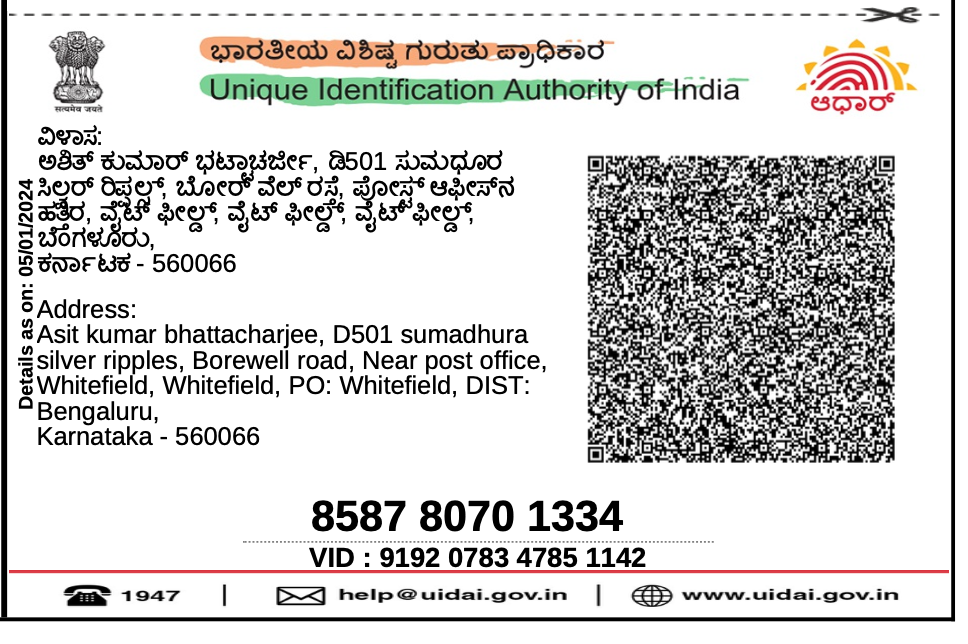 ಭಾರತೀಯ ವಿಶಿಷ್ಟ ಗುರುತು ಪ್ರಾಧಿಕಾರ
Unique Identification Authority of India
सत्यमेव जयते
ಆಧಾರ್
ವಿಳಾಸ:
ಅಶಿತ್ ಕುಮಾರ್ ಭಟ್ಟಾಚರ್ಜೀ, ಡಿ501 ಸುಮಧೂರ
ಸಿಲ್ವರ್ ರಿಪ್ಪಲ್ಸ್, ಬೋರ್ ವೆಲ್ ರಸ್ತೆ, ಪೋಸ್ಟ್ ಆಫೀಸ್‌ನ
ಹತ್ತಿರ, ವೈಟ್ ಫೀಲ್ಡ್, ವೈಟ್ ಫೀಲ್ಡ್, ವೈಟ್ ಫೀಲ್ಡ್,
ಬೆಂಗಳೂರು,
ಕರ್ನಾಟಕ - 560066
Details as on: 05/01/2024
Address:
Asit kumar bhattacharjee, D501 sumadhura
silver ripples, Borewell road, Near post office,
Whitefield, Whitefield, PO: Whitefield, DIST:
Bengaluru,
Karnataka - 560066
8587 8070 1334
VID : 9192 0783 4785 1142
1947 | help@uidai.gov.in | www.uidai.gov.in